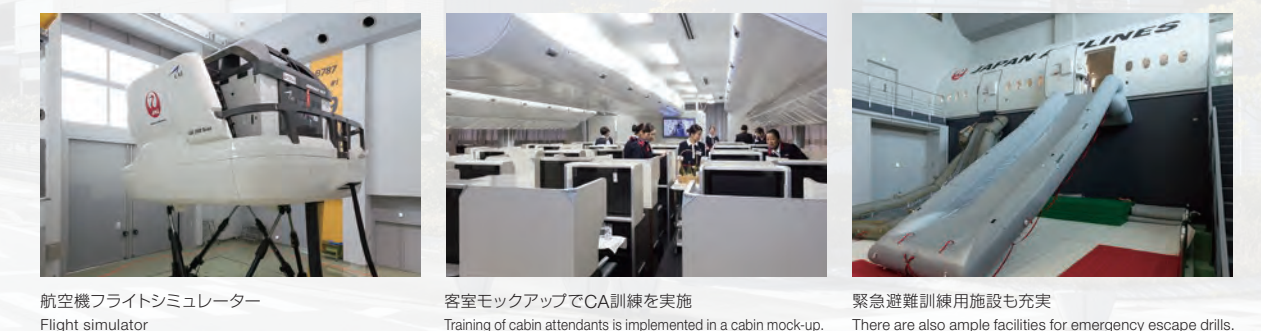 B787
JAPAN AIRLINES
航空機フライトシミュレーター
Flight simulator
客室モックアップでCA訓練を実施
Training of cabin attendants is implemented in a cabin mock-up.
緊急避難訓練用施設も充実
There are also ample facilities for emergency escape drills.